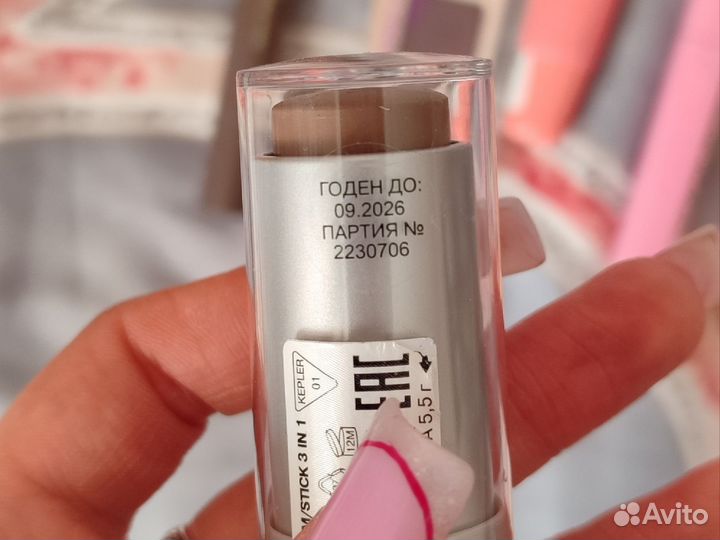 ГОДЕН ДО:
09.2026
ПАРТИЯ №
2230706
KEPLER
01
EAC
12M
STICK 3 IN 1
5,5 г
Avito